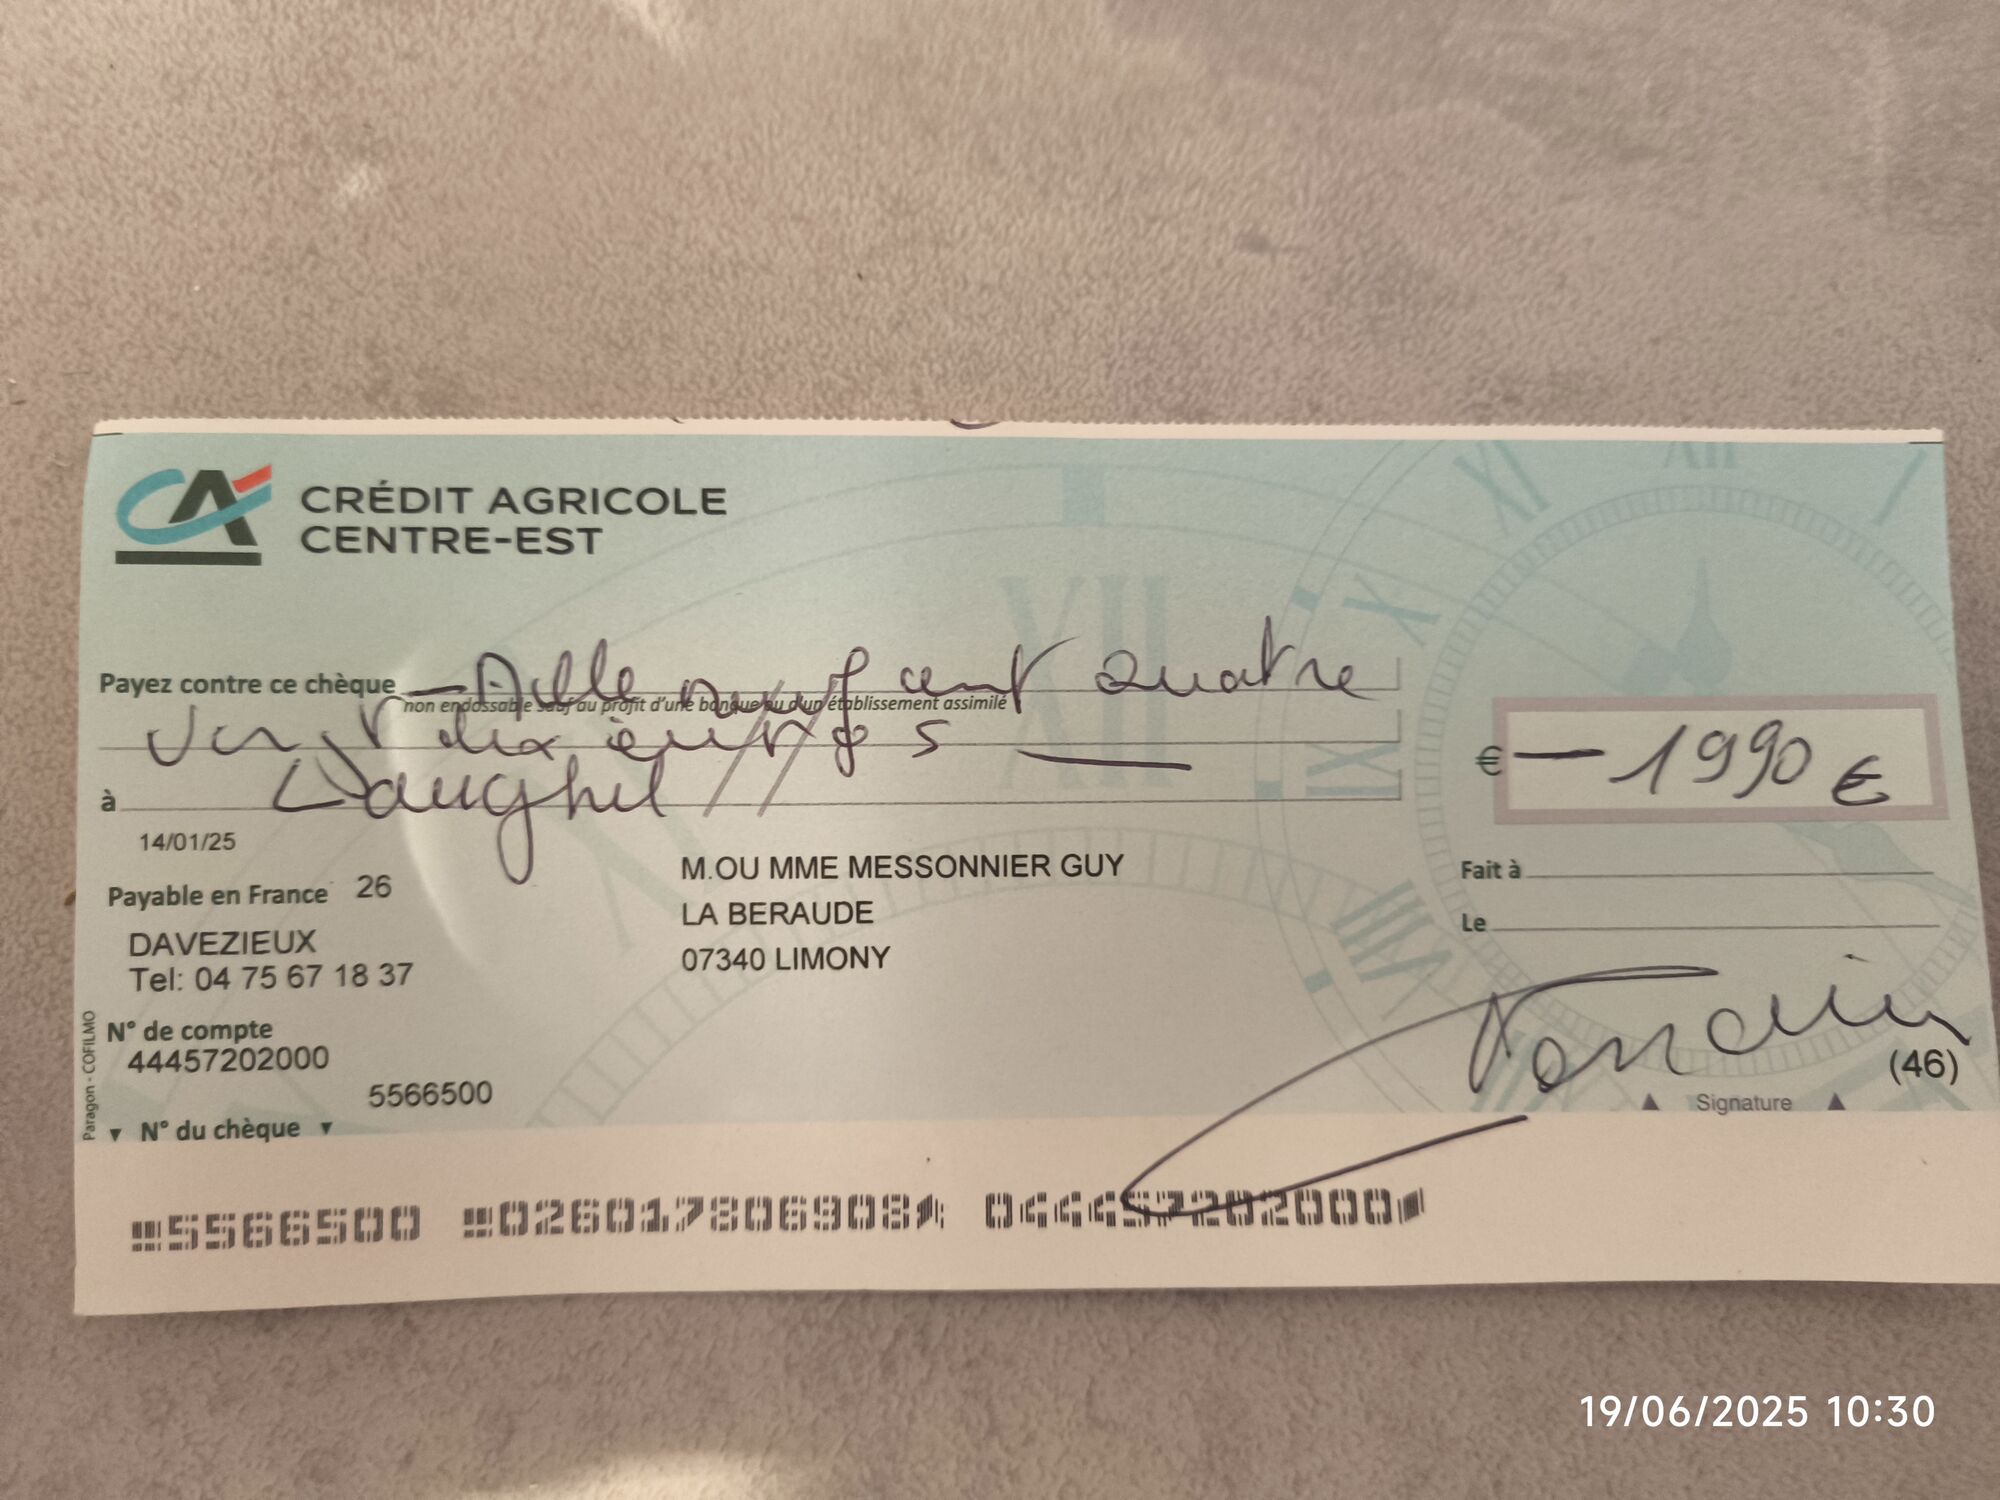 CRÉDIT AGRICOLE
CENTRE-EST
Payez contre ce chèque — Mille neuf cent quatre
non endossable sauf au profit d'une banque ou d'un établissement assimilé
vingt dix euros —
€ — 1990 €
à
14/01/25
Payable en France 26
DAVEZIEUX
Tel: 04 75 67 18 37
N° de compte
44457202000
5566500
N° du chèque
Paragon - COFILMO
M.OU MME MESSONNIER GUY
LA BERAUDE
07340 LIMONY
Fait à
Le
(46)
Signature
5566500 026017806908 044457202000
19/06/2025 10:30